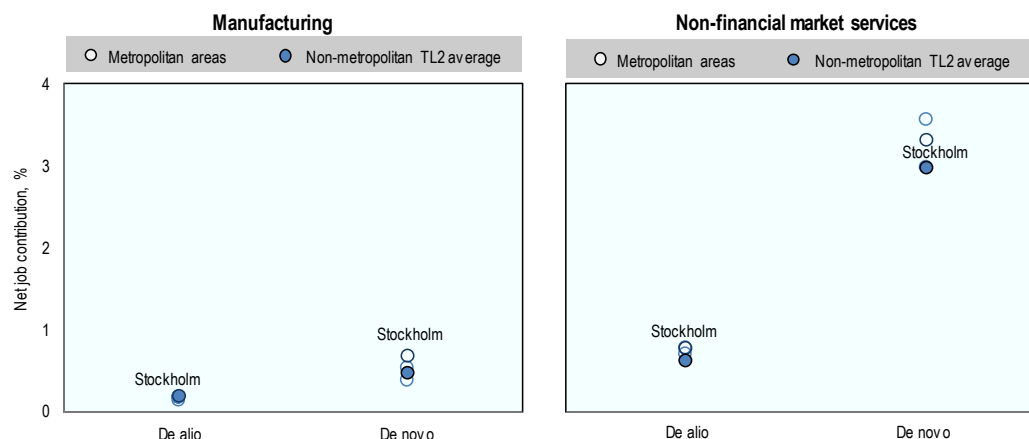 Manufacturing
Metropolitan areas
Non-metropolitan TL2 average
Net job contribution, %
4
3
2
1
0
Stockholm
Stockholm
De alio
De novo
Non-financial market services
Metropolitan areas
Non-metropolitan TL2 average
Stockholm
Stockholm
De alio
De novo